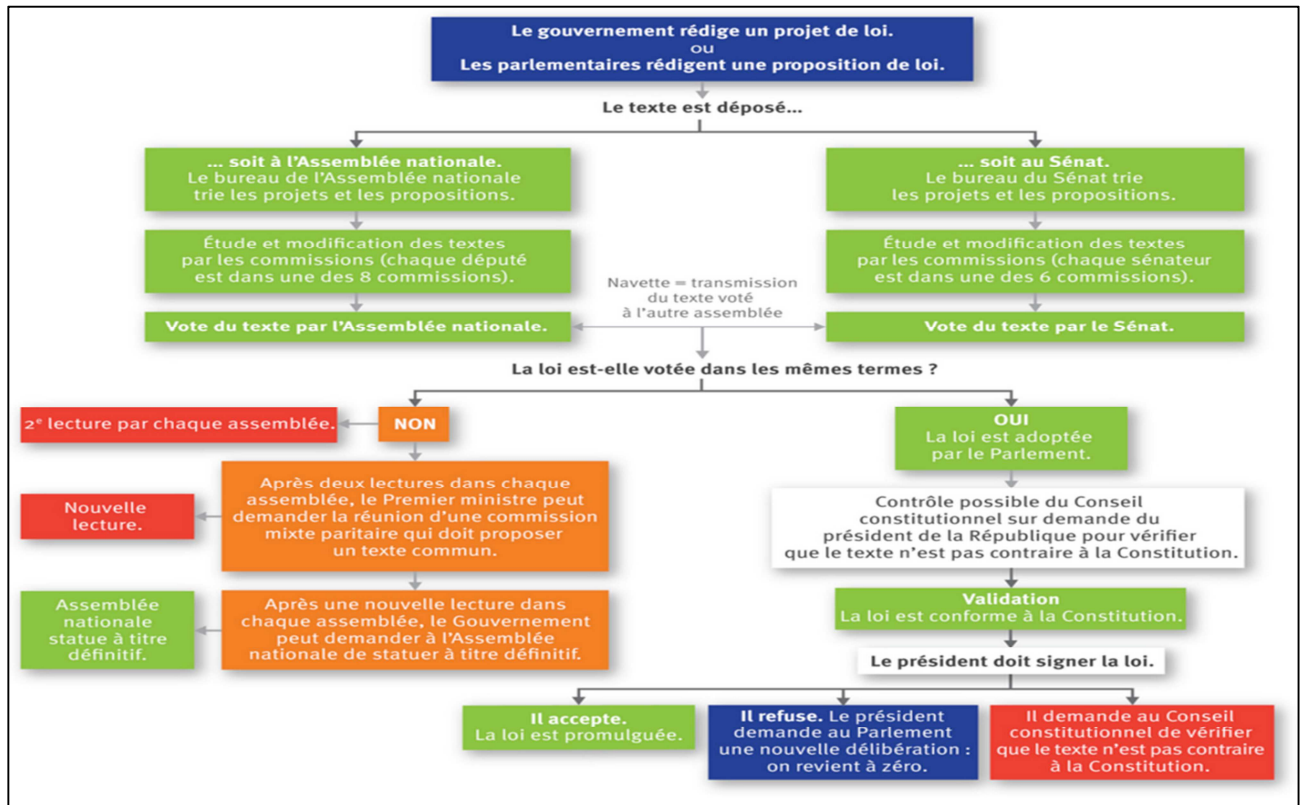 Le gouvernement rédige un projet de loi.
ou
Les parlementaires rédigent une proposition de loi.
Le texte est déposé...
... soit à l'Assemblée nationale.
Le bureau de l'Assemblée nationale
trie les projets et les propositions.
... soit au Sénat.
Le bureau du Sénat trie
les projets et les propositions.
Étude et modification des textes
par les commissions (chaque député
est dans une des 8 commissions).
Étude et modification des textes
par les commissions (chaque sénateur
est dans une des 6 commissions).
Navette = transmission
du texte voté
à l'autre assemblée
Vote du texte par l'Assemblée nationale.
Vote du texte par le Sénat.
La loi est-elle votée dans les mêmes termes ?
2e lecture par chaque assemblée.
NON
OUI
La loi est adoptée
par le Parlement.
Nouvelle
lecture.
Après deux lectures dans chaque
assemblée, le Premier ministre peut
demander la réunion d'une commission
mixte paritaire qui doit proposer
un texte commun.
Contrôle possible du Conseil
constitutionnel sur demande du
président de la République pour vérifier
que le texte n'est pas contraire à la Constitution.
Assemblée
nationale
statue à titre
définitif.
Après une nouvelle lecture dans
chaque assemblée, le Gouvernement
peut demander à l'Assemblée
nationale de statuer à titre définitif.
Validation
La loi est conforme à la Constitution.
Le président doit signer la loi.
Il accepte.
La loi est promulguée.
Il refuse. Le président
demande au Parlement
une nouvelle délibération :
on revient à zéro.
Il demande au Conseil
constitutionnel de vérifier
que le texte n'est pas contraire
à la Constitution.